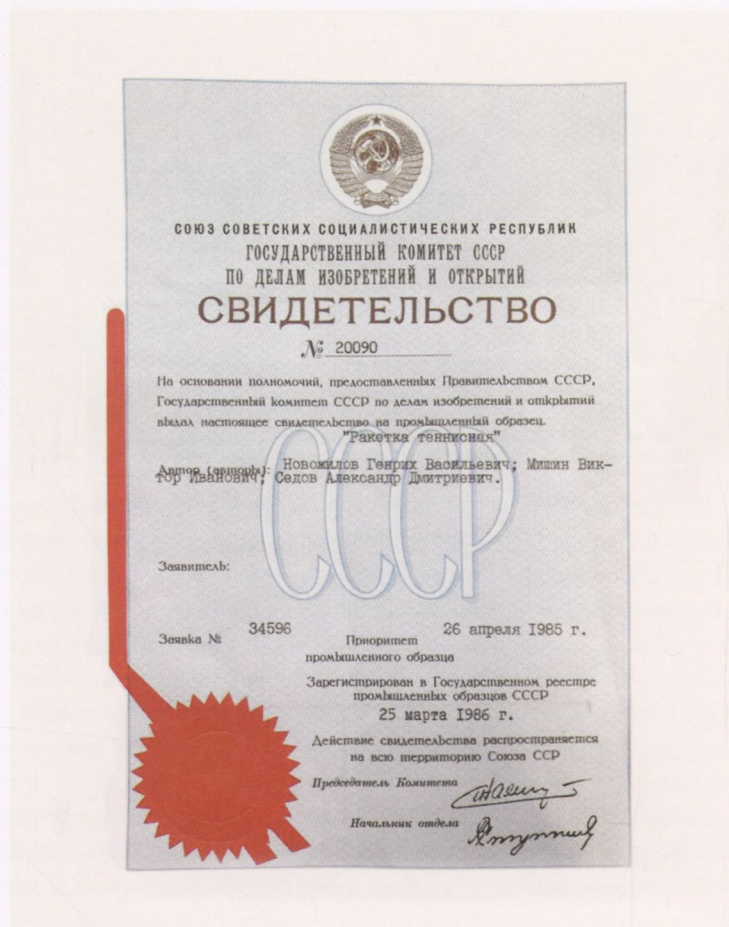 СОЮЗ СОВЕТСКИХ СОЦИАЛИСТИЧЕСКИХ РЕСПУБЛИК
ГОСУДАРСТВЕННЫЙ КОМИТЕТ СССР
ПО ДЕЛАМ ИЗОБРЕТЕНИЙ И ОТКРЫТИЙ
СВИДЕТЕЛЬСТВО
№ 20090
На основании полномочий, предоставленных Правительством СССР,
Государственный комитет СССР по делам изобретений и открытий
выдал настоящее свидетельство на промышленный образец.
"Ракетка теннисная"
Автор (авторы): Новожилов Генрих Васильевич; Мишин Вик-
тор Иванович; Седов Александр Дмитриевич.
СССР
Заявитель:
Заявка № 34596 Приоритет 26 апреля 1985 г.
промышленного образца
Зарегистрирован в Государственном реестре
промышленных образцов СССР
25 марта 1986 г.
Действие свидетельства распространяется
на всю территорию Союза ССР
Председатель Комитета
Начальник отдела